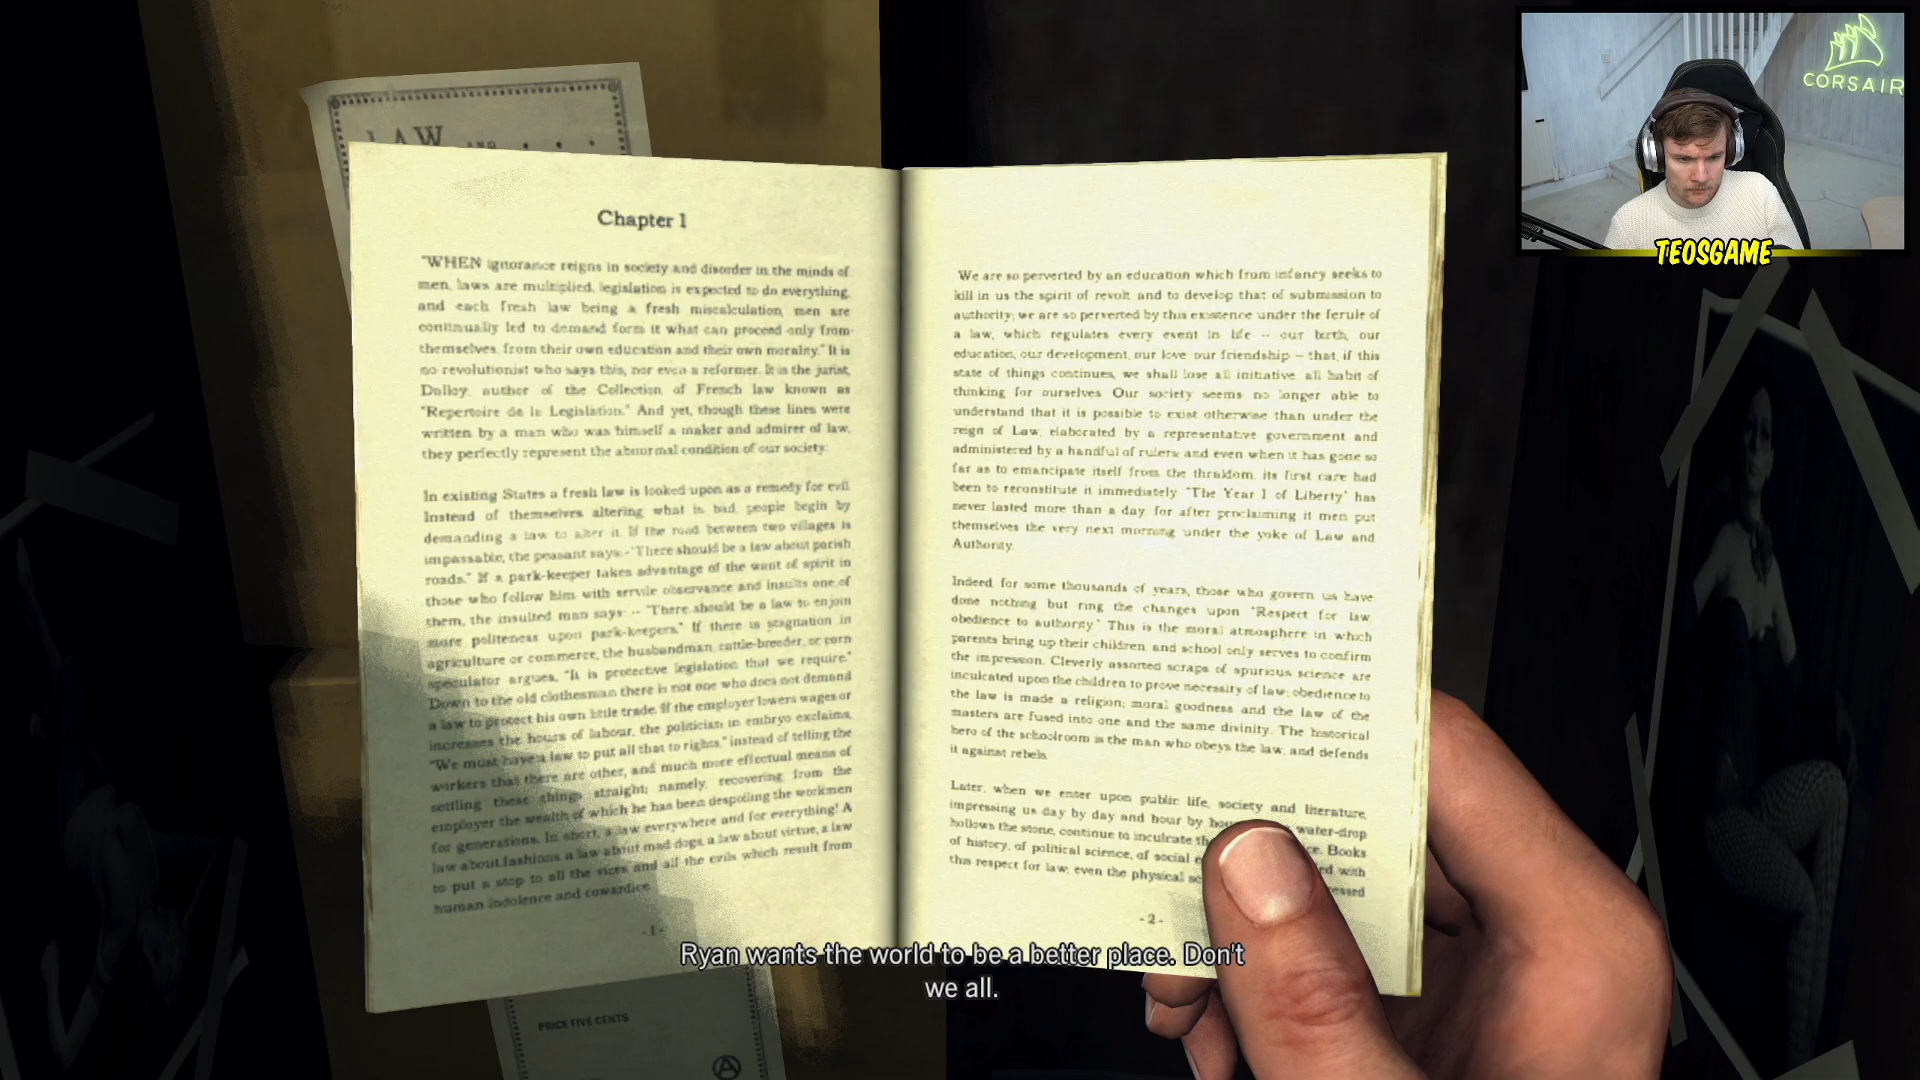 CORSAIR
TEOSGAME
LAW AND
Chapter 1
"WHEN ignorance reigns in society and disorder in the minds of
men, laws are multiplied, legislation is expected to do everything,
and each fresh law being a fresh miscalculation, men are
continually led to demand form it what can proceed only from
themselves, from their own education and their own morality." It is
no revolutionist who says this, nor even a reformer. It is the jurist,
Dalloy, author of the Collection of French law known as
"Repertoire de la Legislation." And yet, though these lines were
written by a man who was himself a maker and admirer of law,
they perfectly represent the abnormal condition of our society.
In existing States a fresh law is looked upon as a remedy for evil.
Instead of themselves altering what is bad, people begin by
demanding a law to alter it. If the road between two villages is
impassable, the peasant says:-"There should be a law about parish
roads." If a park-keeper takes advantage of the want of spirit in
those who follow him with servile observance and insults one of
them, the insulted man says: -- "There should be a law to enjoin
more politeness upon park-keepers." If there is stagnation in
agriculture or commerce, the husbandman, cattle-breeder, or corn
speculator argues, "It is protective legislation that we require."
Down to the old clothesman there is not one who does not demand
a law to protect his own little trade. If the employer lowers wages or
increases the hours of labour, the politician in embryo exclaims,
"We must have a law to put all that to rights." instead of telling the
workers that there are other, and much more effectual means of
settling these things straight; namely, recovering from the
employer the wealth of which he has been despoiling the workmen
for generations. In short, a law everywhere and for everything! A
law about fashions, a law about mad dogs, a law about virtue, a law
to put a stop to all the vices and all the evils which result from
human indolence and cowardice.
-1-
We are so perverted by an education which from infancy seeks to
kill in us the spirit of revolt and to develop that of submission to
authority; we are so perverted by this existence under the ferule of
a law, which regulates every event in life -- our birth, our
education, our development, our love our friendship -- that, if this
state of things continues, we shall lose all initiative, all habit of
thinking for ourselves Our society seems no longer able to
understand that it is possible to exist otherwise than under the
reign of Law, elaborated by a representative government and
administered by a handful of rulers; and even when it has gone so
far as to emancipate itself from the thraldom, its first care had
been to reconstitute it immediately "The Year 1 of Liberty" has
never lasted more than a day for after proclaiming it men put
themselves the very next morning under the yoke of Law and
Authority.
Indeed, for some thousands of years, those who govern us have
done nothing but ring the changes upon "Respect for law,
obedience to authority." This is the moral atmosphere in which
parents bring up their children and school only serves to confirm
the impression. Cleverly assorted scraps of spurious science are
inculcated upon the children to prove necessity of law; obedience to
the law is made a religion; moral goodness and the law of the
masters are fused into one and the same divinity. The historical
hero of the schoolroom is the man who obeys the law, and defends
it against rebels.
Later, when we enter upon public life, society and literature,
impressing us day by day and hour by water-drop
hollows the stone, continue to inculcate Books
of history, of political science, of social with
this respect for law; even the physical
-2-
Ryan wants the world to be a better place. Don't
we all.
PRICE FIVE CENTS